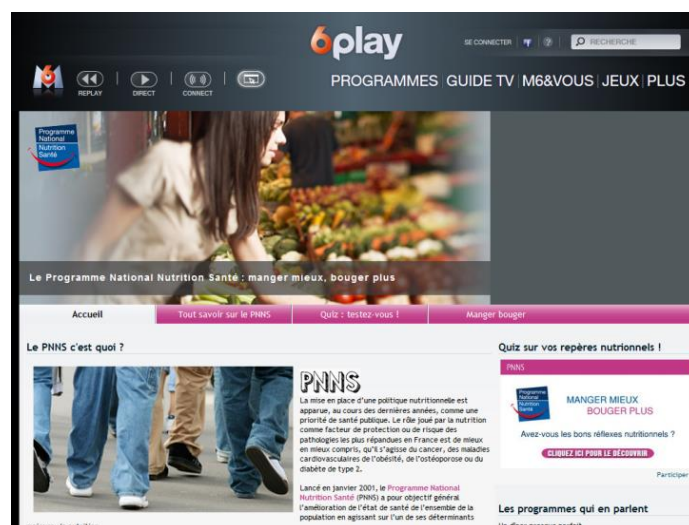 6play
SE CONNECTER
RECHERCHE
M6
REPLAY
DIRECT
CONNECT
PROGRAMMES GUIDE TV M6&VOUS JEUX PLUS
Programme
National
Nutrition
Santé
Le Programme National Nutrition Santé : manger mieux, bouger plus
Accueil
Tout savoir sur le PNNS
Quiz : testez-vous !
Manger bouger
Le PNNS c'est quoi ?
PNNS
La mise en place d'une politique nutritionnelle est
apparue, au cours des dernières années, comme une
priorité de santé publique. Le rôle joué par la nutrition
comme facteur de protection ou de risque des
pathologies les plus répandues en France est de mieux
en mieux compris, qu'il s'agisse du cancer, des maladies
cardiovasculaires de l'obésité, de l'ostéoporose ou du
diabète de type 2.
Lancé en janvier 2001, le Programme National
Nutrition Santé (PNNS) a pour objectif général
l'amélioration de l'état de santé de l'ensemble de la
population en agissant sur l'un de ses déterminants
Quiz sur vos repères nutrionnels !
PNNS
Programme
National
Nutrition
Santé
MANGER MIEUX
BOUGER PLUS
Avez-vous les bons réflexes nutritionnels ?
CLIQUEZ ICI POUR LE DÉCOUVRIR
Participer
Les programmes qui en parlent